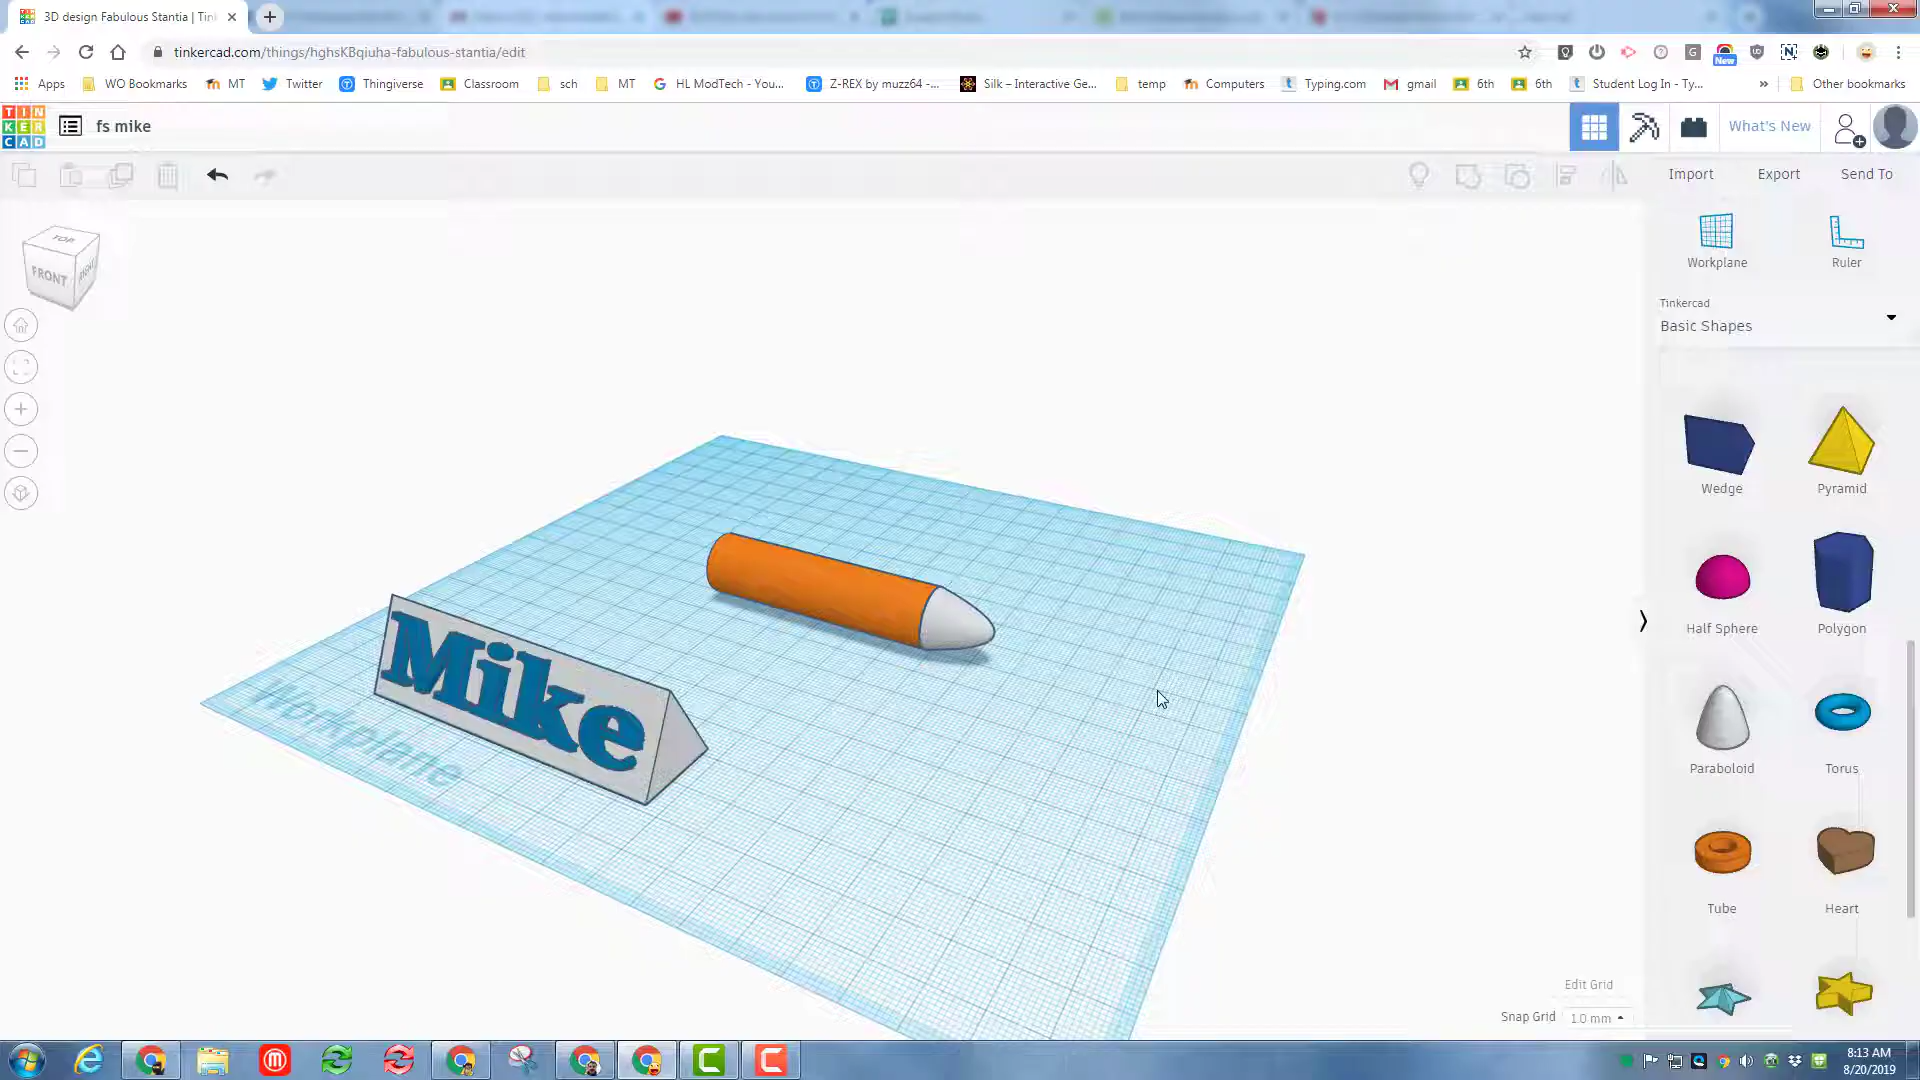 3D design Fabulous Stantia | Tin
tinkercad.com/things/hghsKBqiuha-fabulous-stantia/edit
New
Apps
WO Bookmarks
MT
Twitter
Thingiverse
Classroom
sch
MT
HL ModTech - You...
Z-REX by muzz64 -...
Silk – Interactive Ge...
temp
Computers
Typing.com
gmail
6th
6th
Student Log In - Ty...
»
Other bookmarks
TIN
KER
CAD
fs mike
What's New
Import
Export
Send To
TOP
FRONT
RIGHT
Workplane
Ruler
Tinkercad
Basic Shapes
Wedge
Pyramid
Half Sphere
Polygon
Mike
Workplane
Paraboloid
Torus
Tube
Heart
Edit Grid
Snap Grid
1.0 mm
8:13 AM
8/20/2019